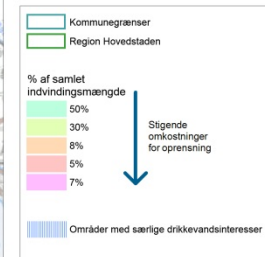 Kommunegrænser
Region Hovedstaden
% af samlet
indvindingsmængde
50%
30%
8%
5%
7%
Stigende
omkostninger
for oprensning
Områder med særlige drikkevandsinteresser